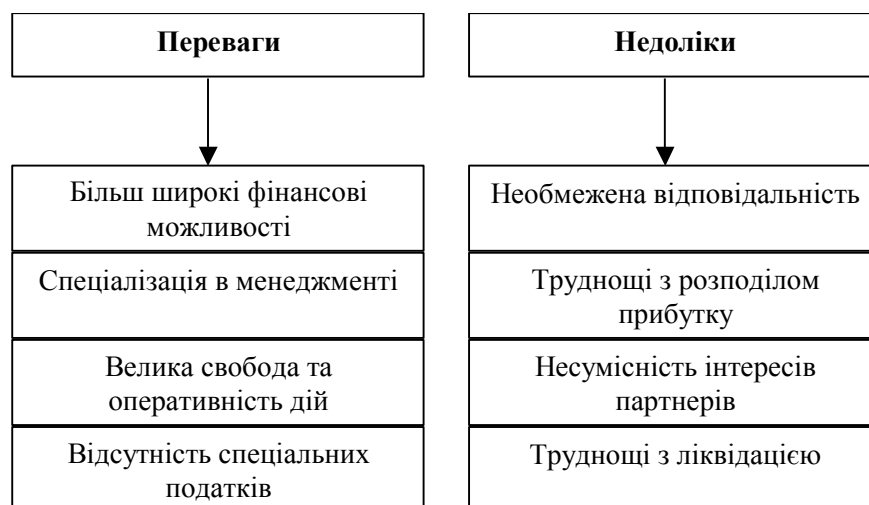 Переваги
Більш широкі фінансові
можливості
Спеціалізація в менеджменті
Велика свобода та
оперативність дій
Відсутність спеціальних
податків
Недоліки
Необмежена відповідальність
Труднощі з розподілом
прибутку
Несумісність інтересів
партнерів
Труднощі з ліквідацією